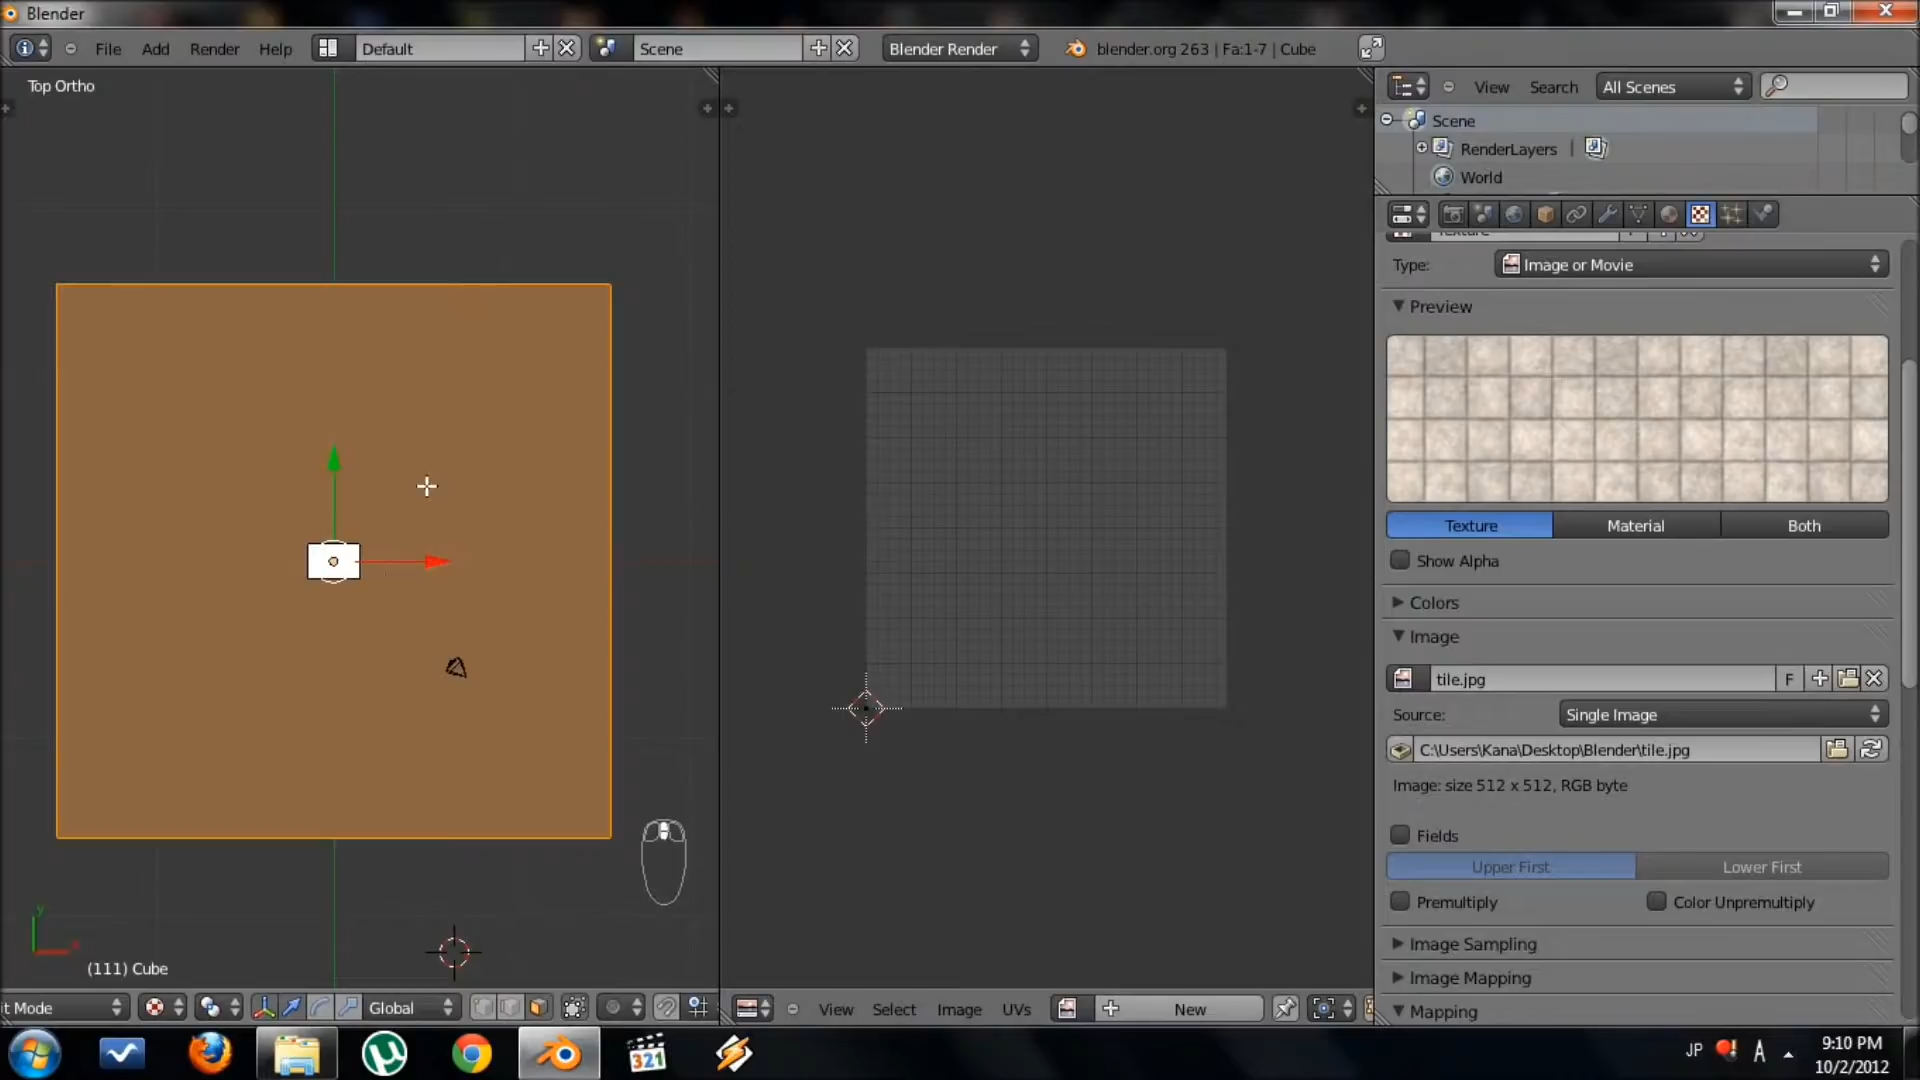 Blender
File Add Render Help Default Scene Blender Render blender.org 263 | Fa:1-7 | Cube
Top Ortho
View Search All Scenes
Scene
RenderLayers |
World
Type: Image or Movie
Preview
Texture Material Both
Show Alpha
Colors
Image
tile.jpg F
Source: Single Image
C:\Users\Kana\Desktop\Blender\tile.jpg
Image: size 512 x 512, RGB byte
Fields
Upper First Lower First
Premultiply Color Unpremultiply
Image Sampling
Image Mapping
Mapping
y
x
(111) Cube
it Mode Global View Select Image UVs New
321
JP A 9:10 PM
10/2/2012